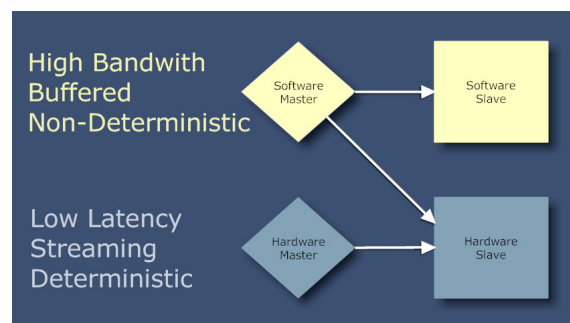 High Bandwith
Buffered
Non-Deterministic
Software
Master
Software
Slave
Low Latency
Streaming
Deterministic
Hardware
Master
Hardware
Slave